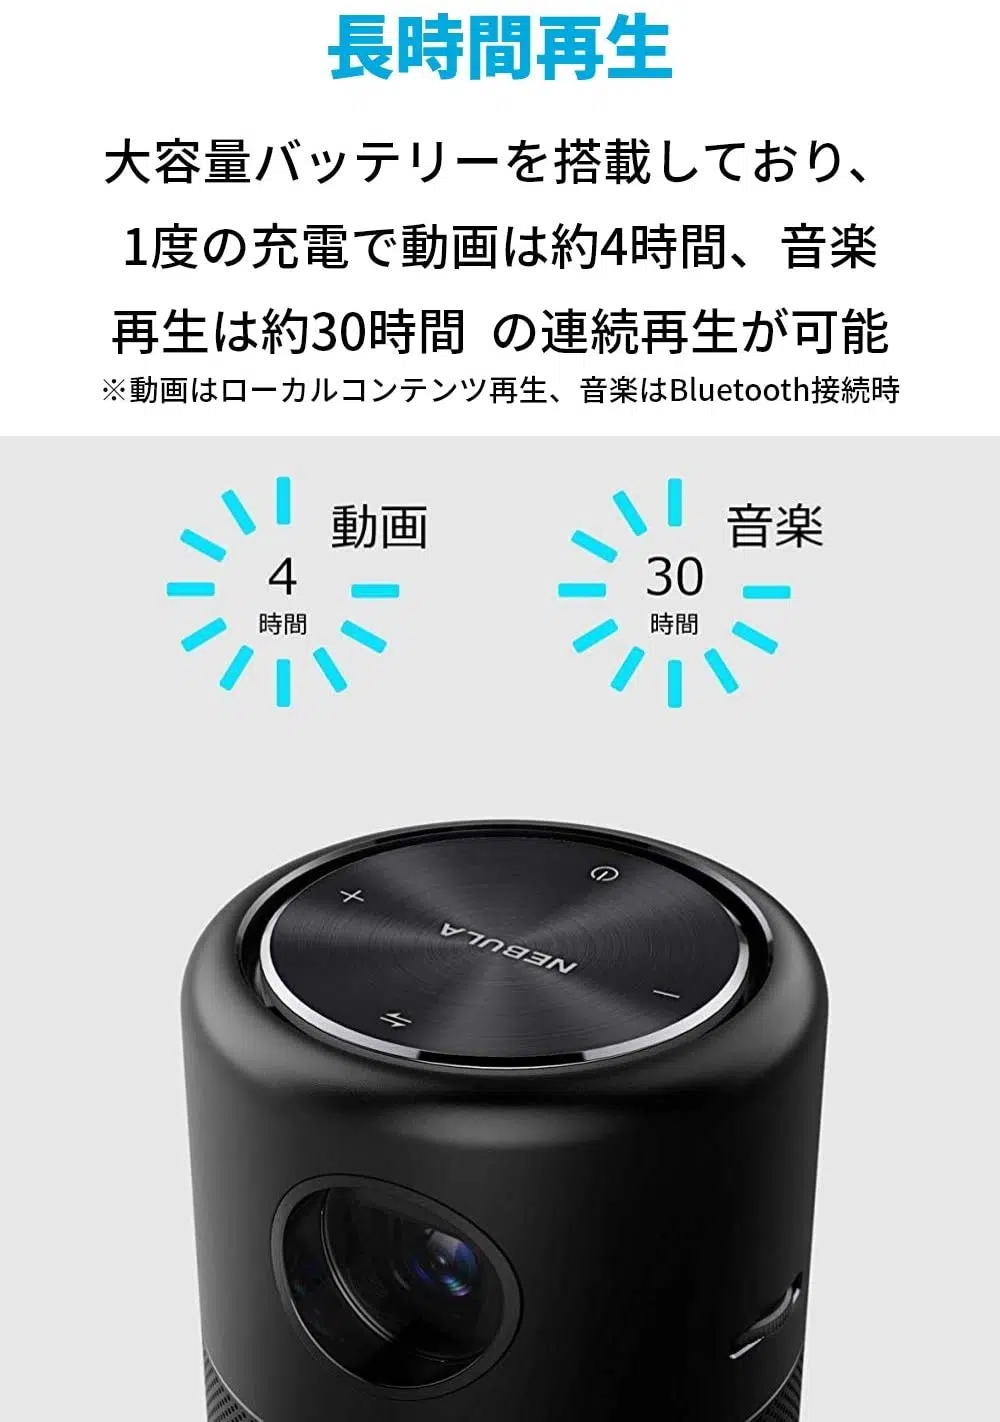 長時間再生
大容量バッテリーを搭載しており、
1度の充電で動画は約4時間、音楽
再生は約30時間 の連続再生が可能
※動画はローカルコンテンツ再生、音楽はBluetooth接続時
動画
4
時間
音楽
30
時間
NEBULA